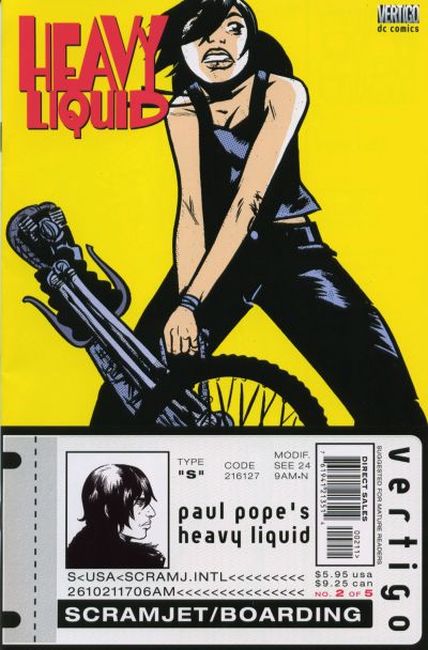 HEAVY
LIQUID
VERTIGO
dc comics
TYPE
"S"
CODE
216127
MODIF.
SEE 24
9AM•N
paul pope's
heavy liquid
S<USA<SCRAMJ.INTL<<<<<<<<<
2610211706AM<<<<<<<<<<<<<<
SCRAMJET/BOARDING
DIRECT SALES
00211>
$5.95 usa
$9.25 can
NO. 2 OF 5
SUGGESTED FOR MATURE READERS
vertigo